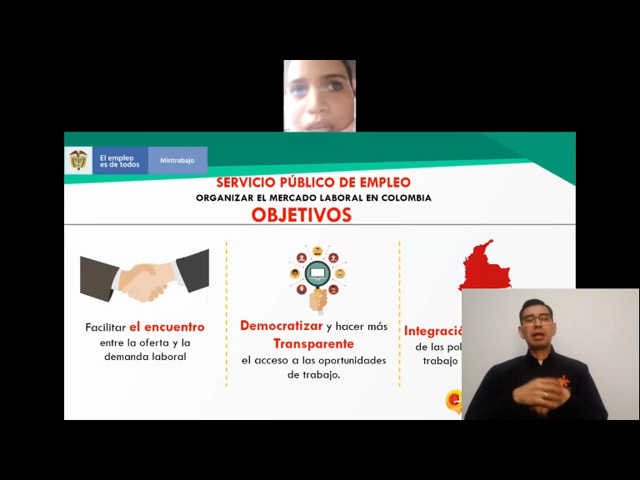 El empleo
es de todos
Mintrabajo
SERVICIO PÚBLICO DE EMPLEO
ORGANIZAR EL MERCADO LABORAL EN COLOMBIA
OBJETIVOS
Facilitar el encuentro
entre la oferta y la
demanda laboral
Democratizar y hacer más
Transparente
el acceso a las oportunidades
de trabajo.
Integració
de las pol
trabajo